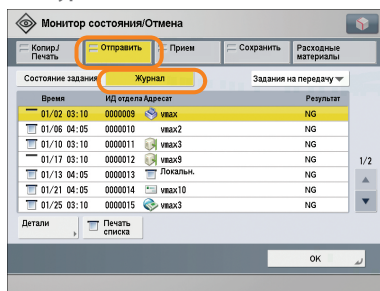 Монитор состояния/Отмена
Копир./ Печать
Отправить
Прием
Сохранить
Расходные материалы
Состояние задания
Журнал
Задания на передачу
Время ИД отдела Адресат Результат
01/02 03:10 0000009 vmax NG
01/06 04:05 0000010 vmax2 NG
01/10 03:10 0000011 vmax3 NG
01/17 03:10 0000012 vmax9 NG
01/13 04:05 0000013 Локальн. NG
01/21 04:05 0000014 vmax10 NG
01/25 03:10 0000015 vmax3 NG
1/2
Детали
Печать списка
OK